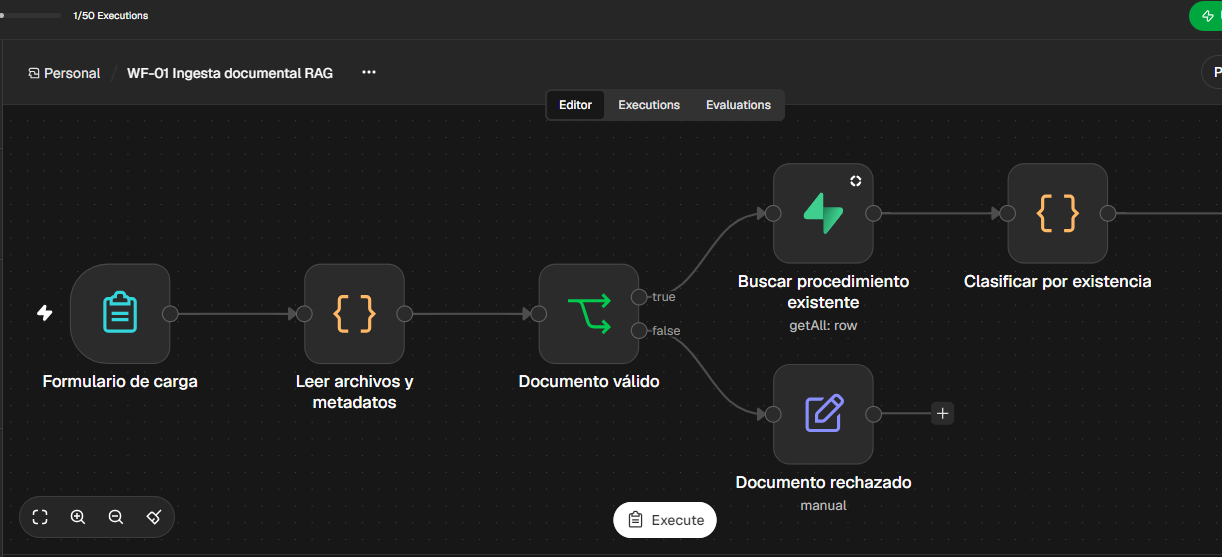 1/50 Executions
Personal / WF-01 Ingesta documental RAG ...
Editor Executions Evaluations
true
Buscar procedimiento
existente
getAll: row
Clasificar por existencia
false
Formulario de carga
Leer archivos y
metadatos
Documento válido
Documento rechazado
manual
Execute